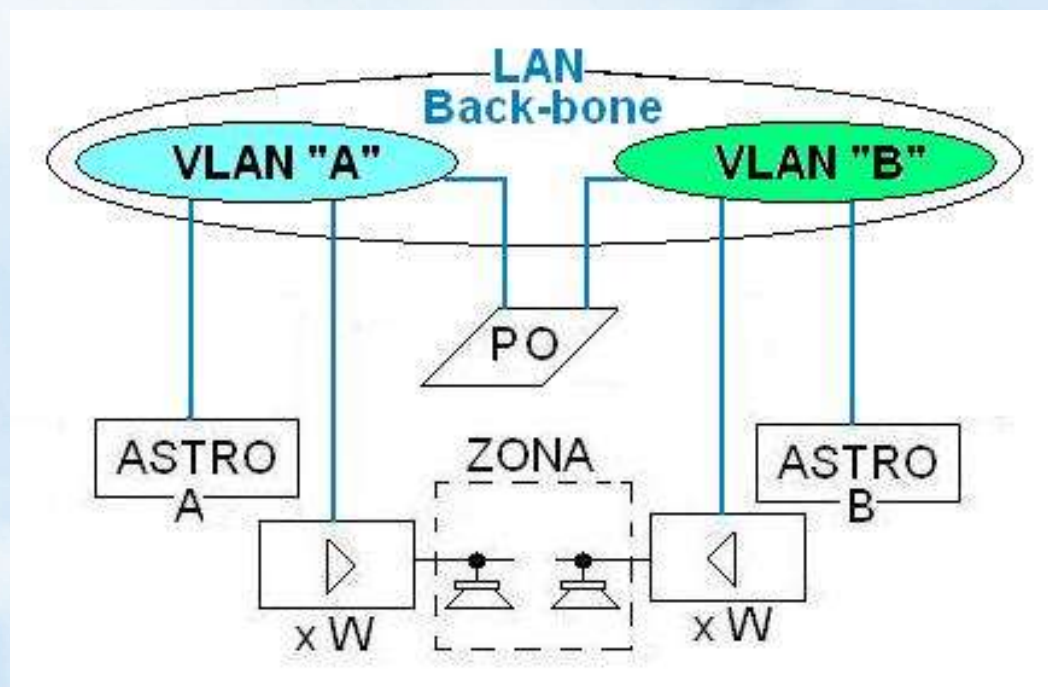 LAN
Back-bone
VLAN "A"
VLAN "B"
PO
ASTRO
A
ZONA
ASTRO
B
x W
x W